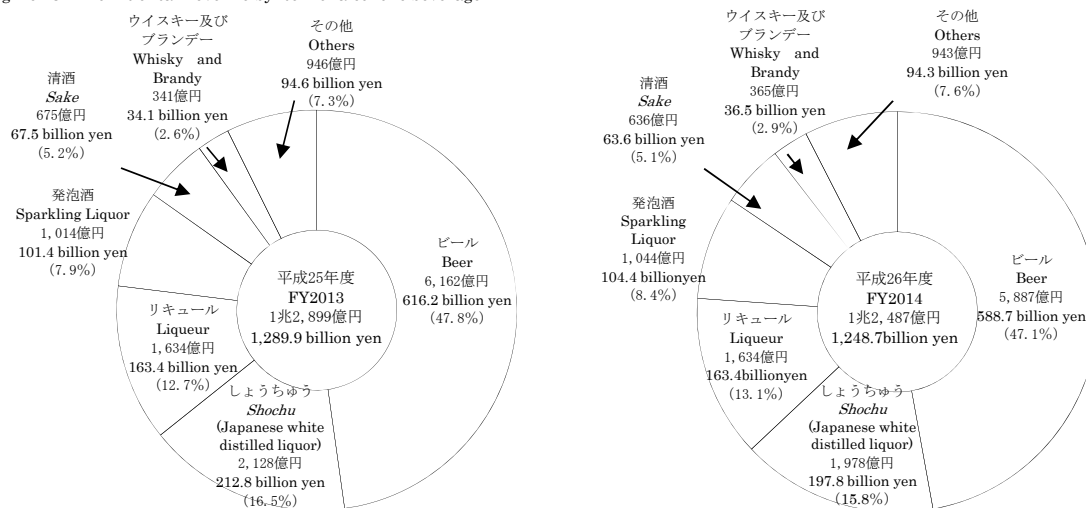 ウイスキー及び
ブランデー
Whisky and
Brandy
341億円
34.1 billion yen
(2.6%)
その他
Others
946億円
94.6 billion yen
(7.3%)
清酒
Sake
675億円
67.5 billion yen
(5.2%)
発泡酒
Sparkling Liquor
1,014億円
101.4 billion yen
(7.9%)
ビール
Beer
6,162億円
616.2 billion yen
(47.8%)
平成25年度
FY2013
1兆2,899億円
1,289.9 billion yen
リキュール
Liqueur
1,634億円
163.4 billion yen
(12.7%)
しょうちゅう
Shochu
(Japanese white
distilled liquor)
2,128億円
212.8 billion yen
(16.5%)
ウイスキー及び
ブランデー
Whisky and
Brandy
365億円
36.5 billion yen
(2.9%)
その他
Others
943億円
94.3 billion yen
(7.6%)
清酒
Sake
636億円
63.6 billion yen
(5.1%)
発泡酒
Sparkling
Liquor
1,044億円
104.4 billionyen
(8.4%)
ビール
Beer
5,887億円
588.7 billion yen
(47.1%)
平成26年度
FY2014
1兆2,487億円
1,248.7billion yen
リキュール
Liqueur
1,634億円
163.4billionyen
(13.1%)
しょうちゅう
Shochu
(Japanese white
distilled liquor)
1,978億円
197.8 billion yen
(15.8%)